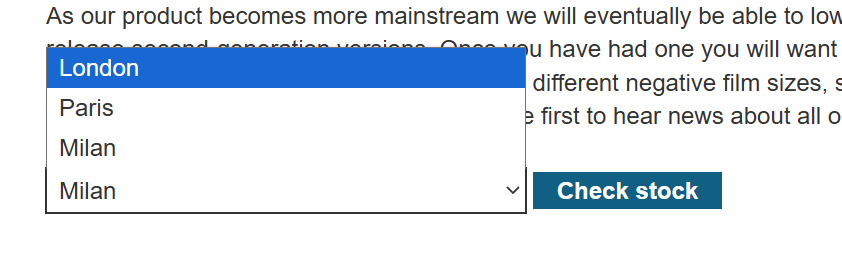 As our product becomes more mainstream we will eventually be able to
release second-generation versions. Once you have had one you will want
London
different negative film sizes,
Paris
first to hear news about all
Milan
Milan
Check stock